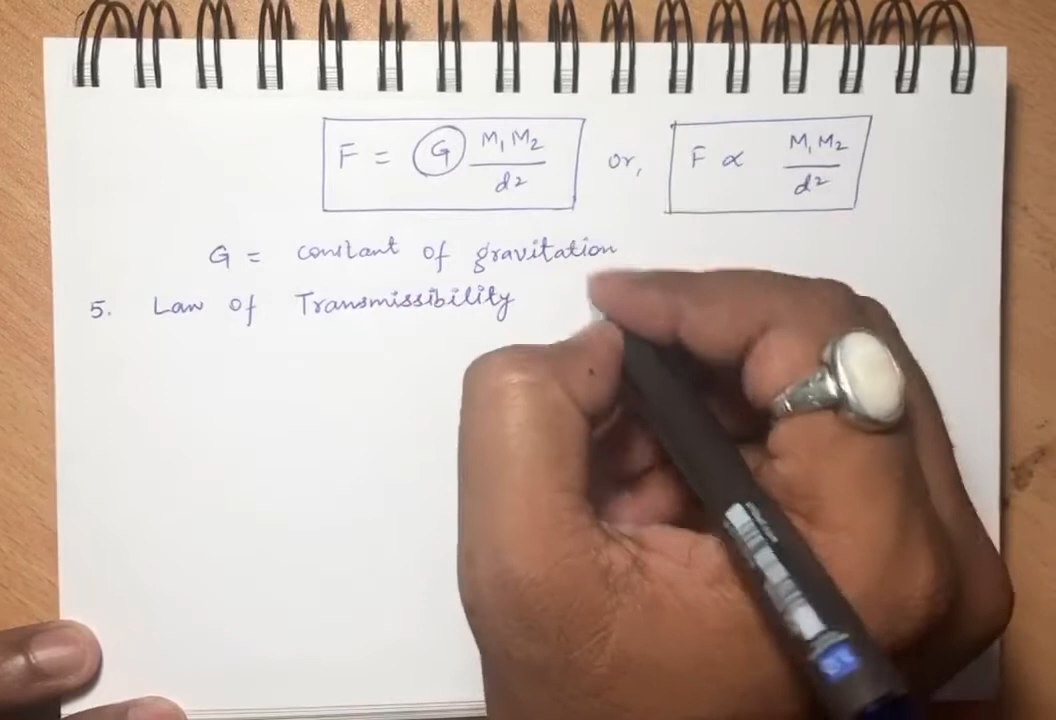 F = G M₁M₂/d² or, F ∝ M₁M₂/d²
G = constant of gravitation
5. Law of Transmissibility